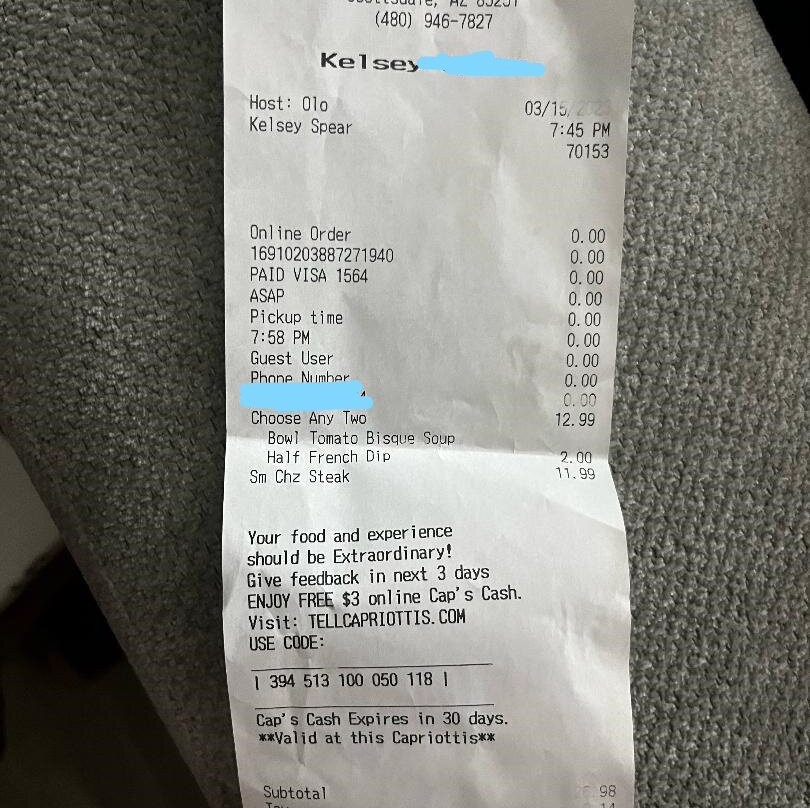 (480) 946-7827
Kelsey
Host: Olo 03/15/
Kelsey Spear 7:45 PM
70153
Online Order 0.00
16910203887271940 0.00
PAID VISA 1564 0.00
ASAP 0.00
Pickup time 0.00
7:58 PM 0.00
Guest User 0.00
Phone Number 0.00
0.00
Choose Any Two 12.99
Bowl Tomato Bisque Soup
Half French Dip 2.00
Sm Chz Steak 11.99
Your food and experience
should be Extraordinary!
Give feedback in next 3 days
ENJOY FREE $3 online Cap's Cash.
Visit: TELLCAPRIOTTIS.COM
USE CODE:
| 394 513 100 050 118 |
Cap's Cash Expires in 30 days.
**Valid at this Capriottis**
Subtotal